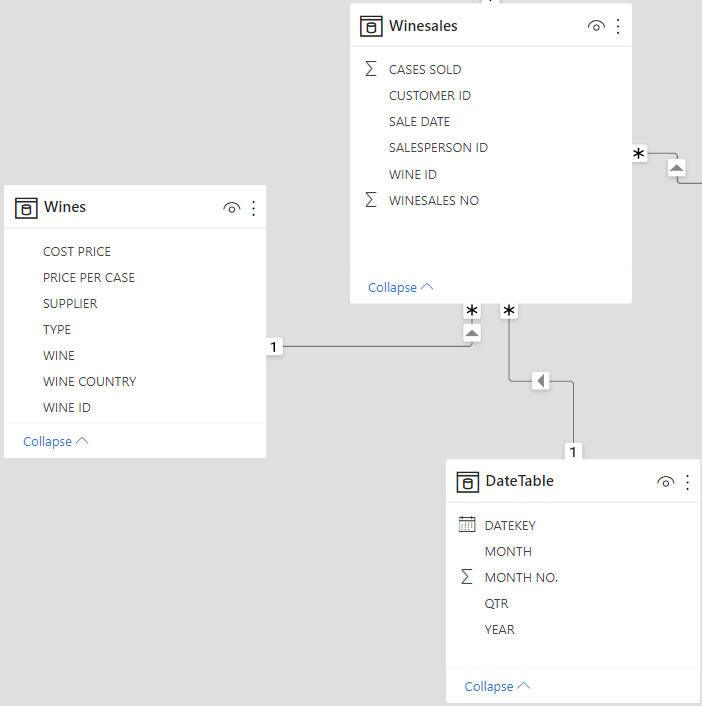 Winesales
CASES SOLD
CUSTOMER ID
SALE DATE
SALESPERSON ID
WINE ID
WINESALES NO
Collapse
*
*
*
Wines
COST PRICE
PRICE PER CASE
SUPPLIER
TYPE
WINE
WINE COUNTRY
WINE ID
Collapse
1
1
DateTable
DATEKEY
MONTH
MONTH NO.
QTR
YEAR
Collapse